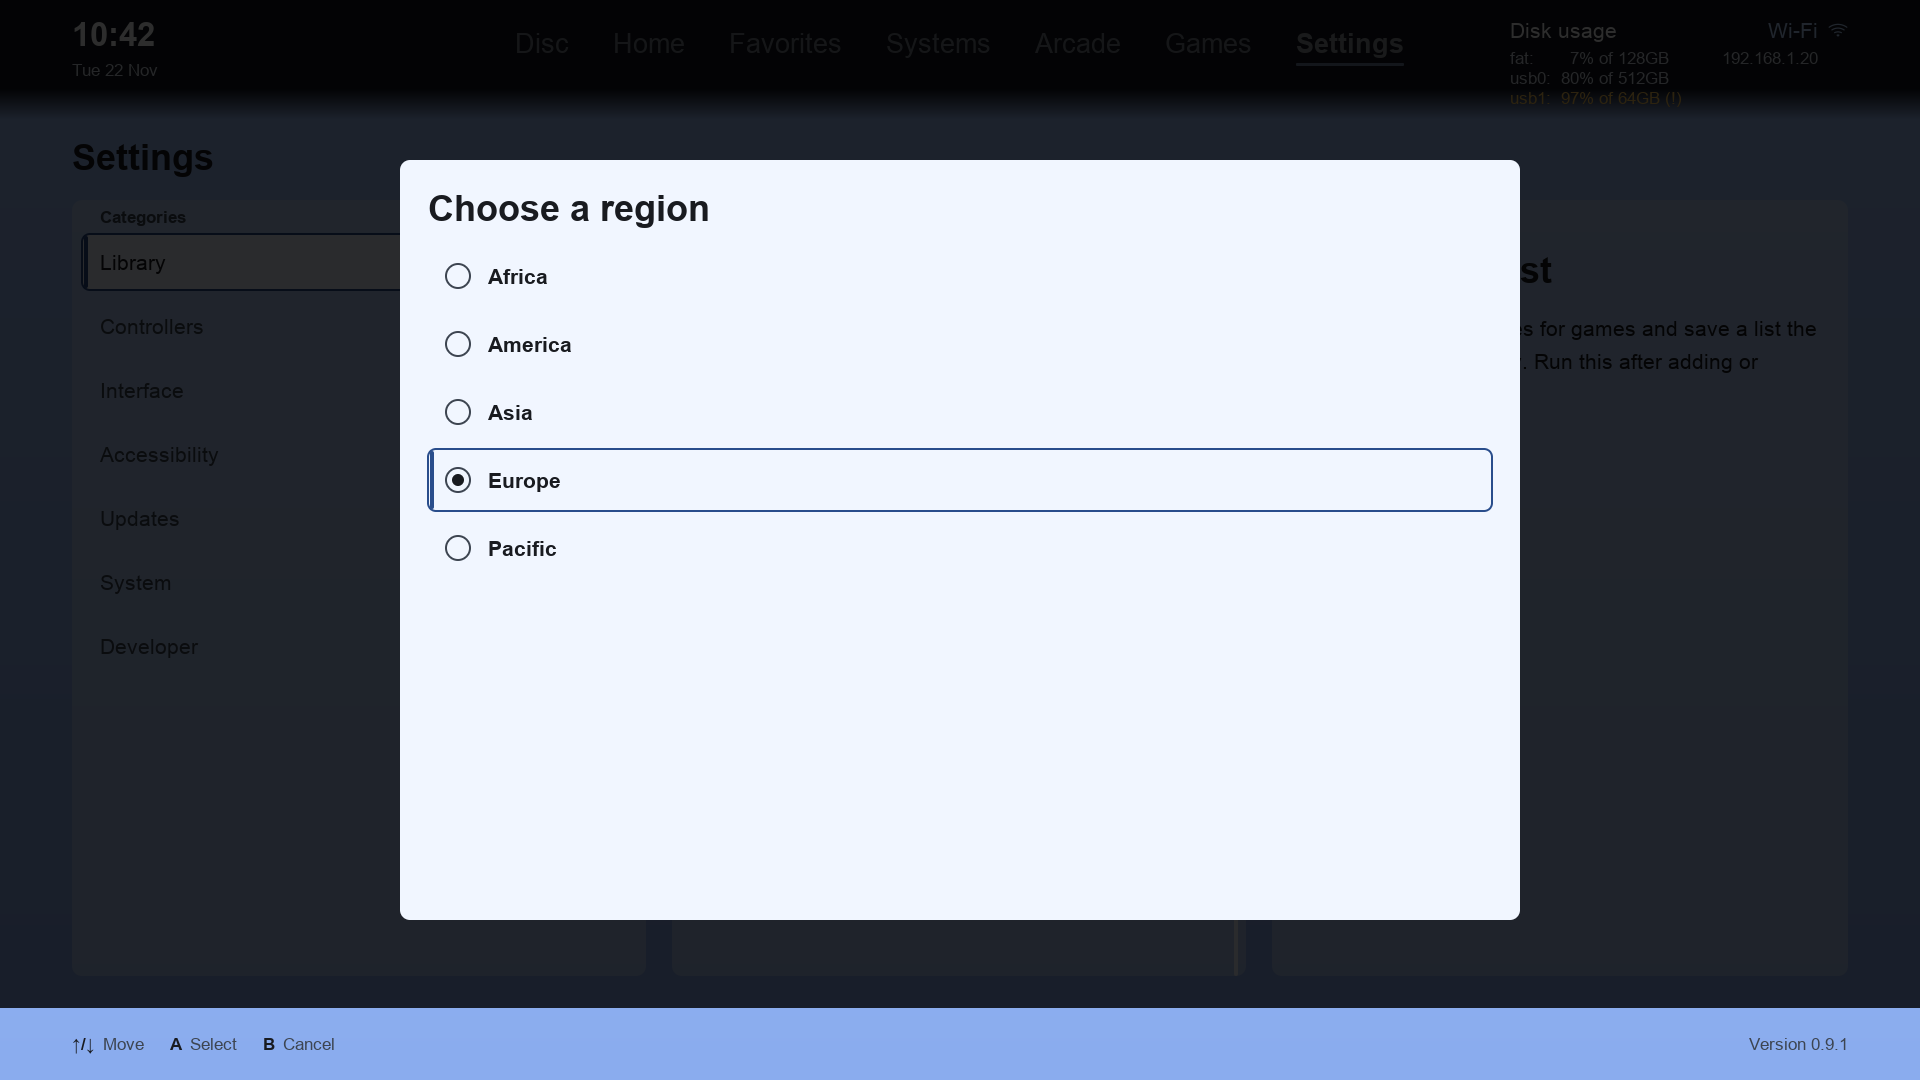 10:42
Tue 22 Nov
Disc Home Favorites Systems Arcade Games Settings
Disk usage
fat: 7% of 128GB
usb0: 80% of 512GB
usb1: 97% of 64GB (!)
Wi-Fi
192.168.1.20
Settings
Categories
Library
Controllers
Interface
Accessibility
Updates
System
Developer
Choose a region
Africa
America
Asia
Europe
Pacific
st
es for games and save a list the
. Run this after adding or
↑/↓ Move A Select B Cancel
Version 0.9.1